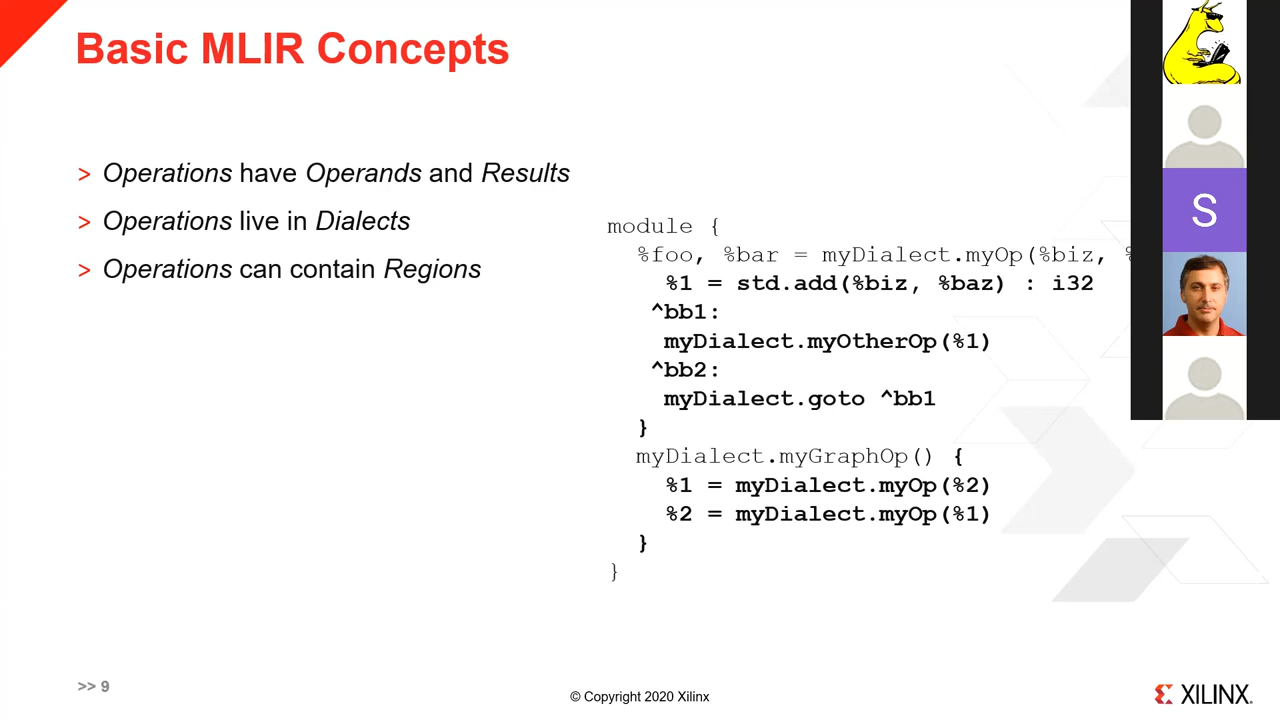 Basic MLIR Concepts
> Operations have Operands and Results
> Operations live in Dialects
> Operations can contain Regions
module {
%foo, %bar = myDialect.myOp(%biz, %
%1 = std.add(%biz, %baz) : i32
^bb1:
myDialect.myOtherOp(%1)
^bb2:
myDialect.goto ^bb1
}
myDialect.myGraphOp() {
%1 = myDialect.myOp(%2)
%2 = myDialect.myOp(%1)
}
}
S
>> 9
© Copyright 2020 Xilinx
XILINX.